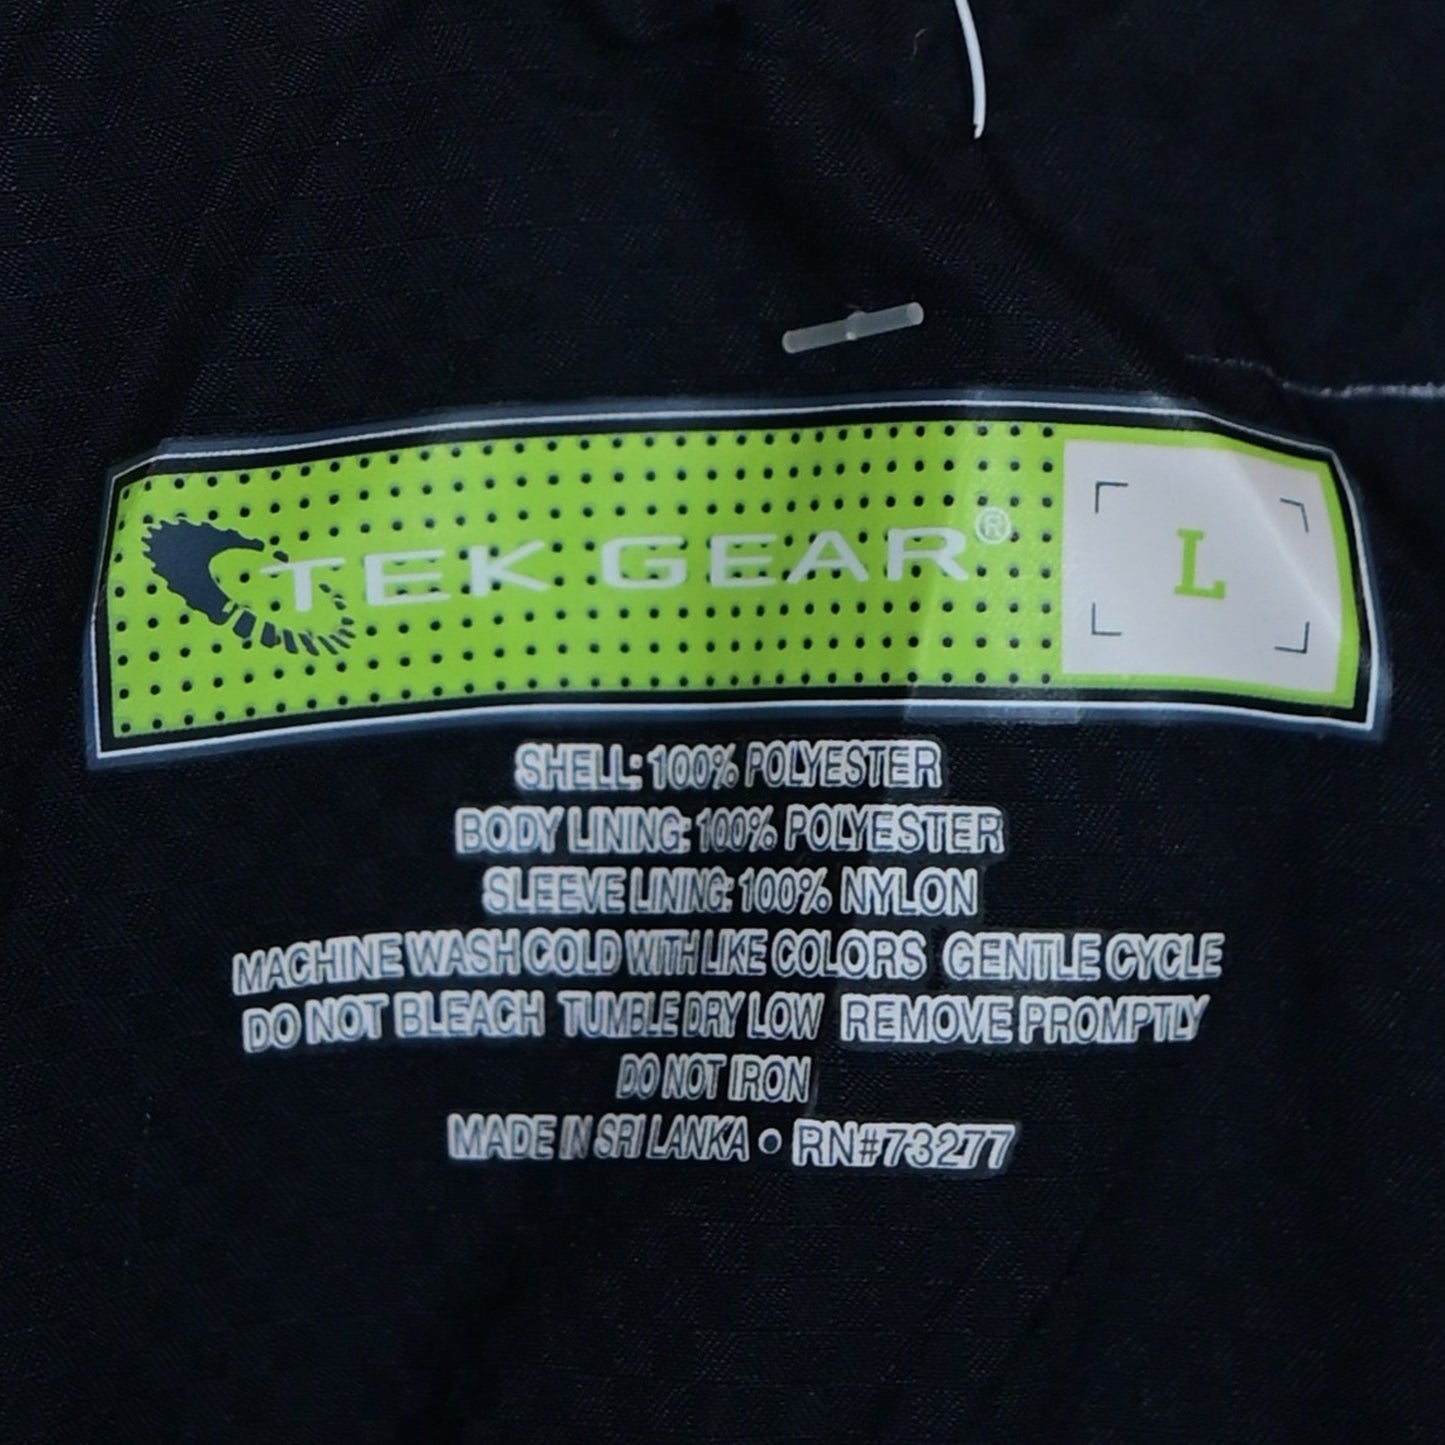 TEK GEAR® L
SHELL: 100% POLYESTER
BODY LINING: 100% POLYESTER
SLEEVE LINING: 100% NYLON
MACHINE WASH COLD WITH LIKE COLORS GENTLE CYCLE
DO NOT BLEACH TUMBLE DRY LOW REMOVE PROMPTLY
DO NOT IRON
MADE IN SRI LANKA • RN#73277